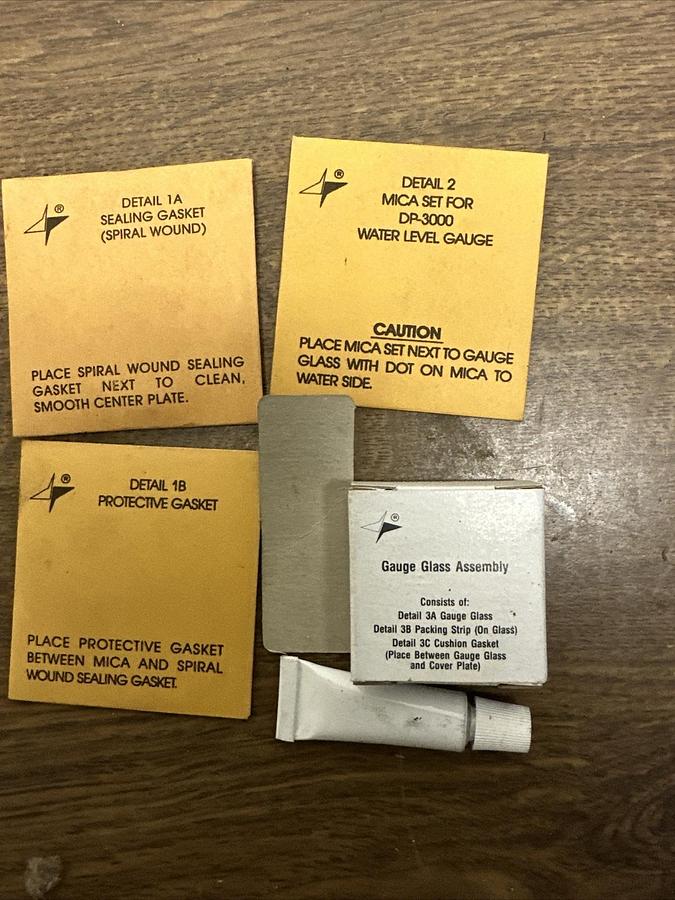 ®
DETAIL 1A
SEALING GASKET
(SPIRAL WOUND)
PLACE SPIRAL WOUND SEALING
GASKET NEXT TO CLEAN,
SMOOTH CENTER PLATE.
®
DETAIL 2
MICA SET FOR
DP-3000
WATER LEVEL GAUGE
CAUTION
PLACE MICA SET NEXT TO GAUGE
GLASS WITH DOT ON MICA TO
WATER SIDE.
®
DETAIL 1B
PROTECTIVE GASKET
PLACE PROTECTIVE GASKET
BETWEEN MICA AND SPIRAL
WOUND SEALING GASKET.
®
Gauge Glass Assembly
Consists of:
Detail 3A Gauge Glass
Detail 3B Packing Strip (On Glass)
Detail 3C Cushion Gasket
(Place Between Gauge Glass
and Cover Plate)